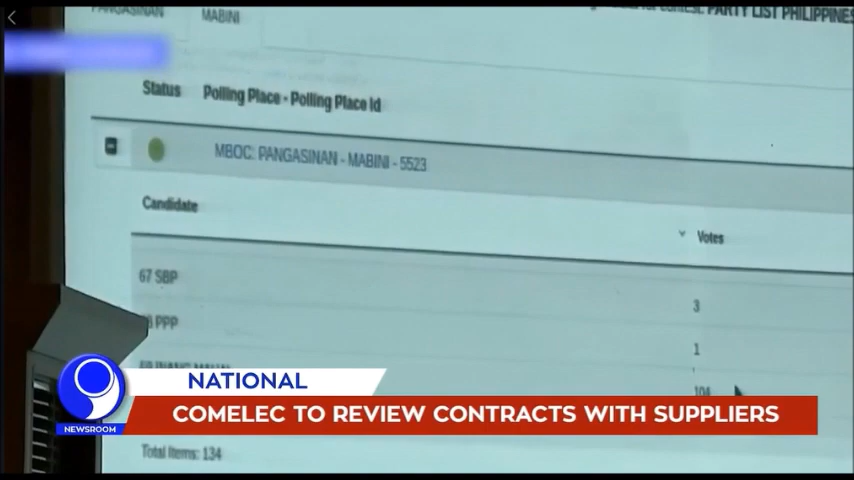 PANGASINAN
MABINI
PARTY LIST PHILIPPINES
Status
Polling Place - Polling Place Id
MBOC: PANGASINAN - MABINI - 5523
Candidate
Votes
67 SBP
3
PPP
1
NATIONAL
COMELEC TO REVIEW CONTRACTS WITH SUPPLIERS
NEWSROOM
Total Items: 134